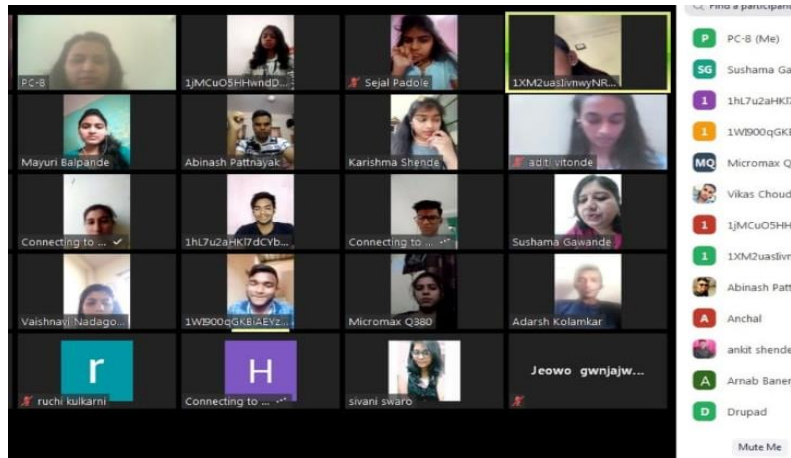 Find a participant
PC-8
1jMCuO5HHwndD...
Sejal Padole
1XM2uasIivnwyNR...
Mayuri Balpande
Abinash Pattnayak
Karishma Shende
aditi vitonde
Connecting to ...
1hL7u2aHKl7dCYb...
Connecting to ...
Sushama Gawande
Vaishnavi Nadago...
1WI900qGKBiAEYz...
Micromax Q380
Adarsh Kolamkar
r
ruchi kulkarni
H
Connecting to ...
sivani swaro
Jeowo gwnjajw...
P PC-8 (Me)
SG Sushama Ga
1 1hL7u2aHKl7
1 1WI900qGKB
MQ Micromax Q
Vikas Choud
1 1jMCuO5HH
1 1XM2uasIivn
Abinash Patt
A Anchal
ankit shende
A Arnab Baner
D Drupad
Mute Me